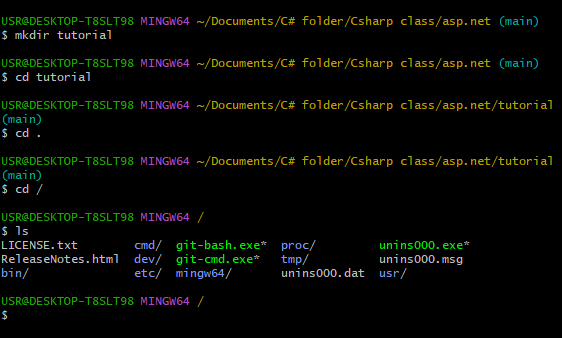 USR@DESKTOP-T8SLT98 MINGW64 ~/Documents/C# folder/Csharp class/asp.net (main)
$ mkdir tutorial
USR@DESKTOP-T8SLT98 MINGW64 ~/Documents/C# folder/Csharp class/asp.net (main)
$ cd tutorial
USR@DESKTOP-T8SLT98 MINGW64 ~/Documents/C# folder/Csharp class/asp.net/tutorial
(main)
$ cd .
USR@DESKTOP-T8SLT98 MINGW64 ~/Documents/C# folder/Csharp class/asp.net/tutorial
(main)
$ cd /
USR@DESKTOP-T8SLT98 MINGW64 /
$ ls
LICENSE.txt cmd/ git-bash.exe* proc/ unins000.exe*
ReleaseNotes.html dev/ git-cmd.exe* tmp/ unins000.msg
bin/ etc/ mingw64/ unins000.dat usr/
USR@DESKTOP-T8SLT98 MINGW64 /
$